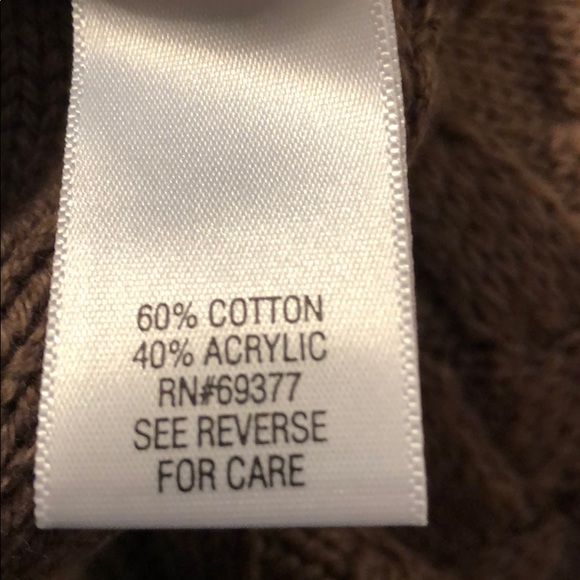 60% COTTON
40% ACRYLIC
RN#69377
SEE REVERSE
FOR CARE